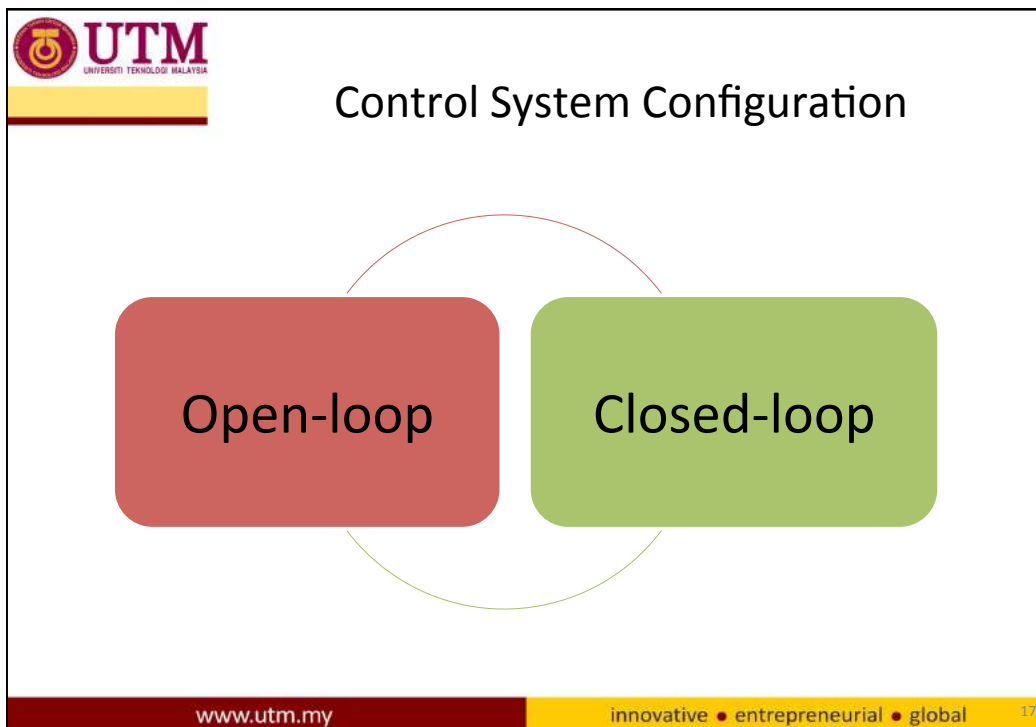 UTM
UNIVERSITI TEKNOLOGI MALAYSIA
Control System Configuration
Open-loop
Closed-loop
www.utm.my
innovative ● entrepreneurial ● global
17